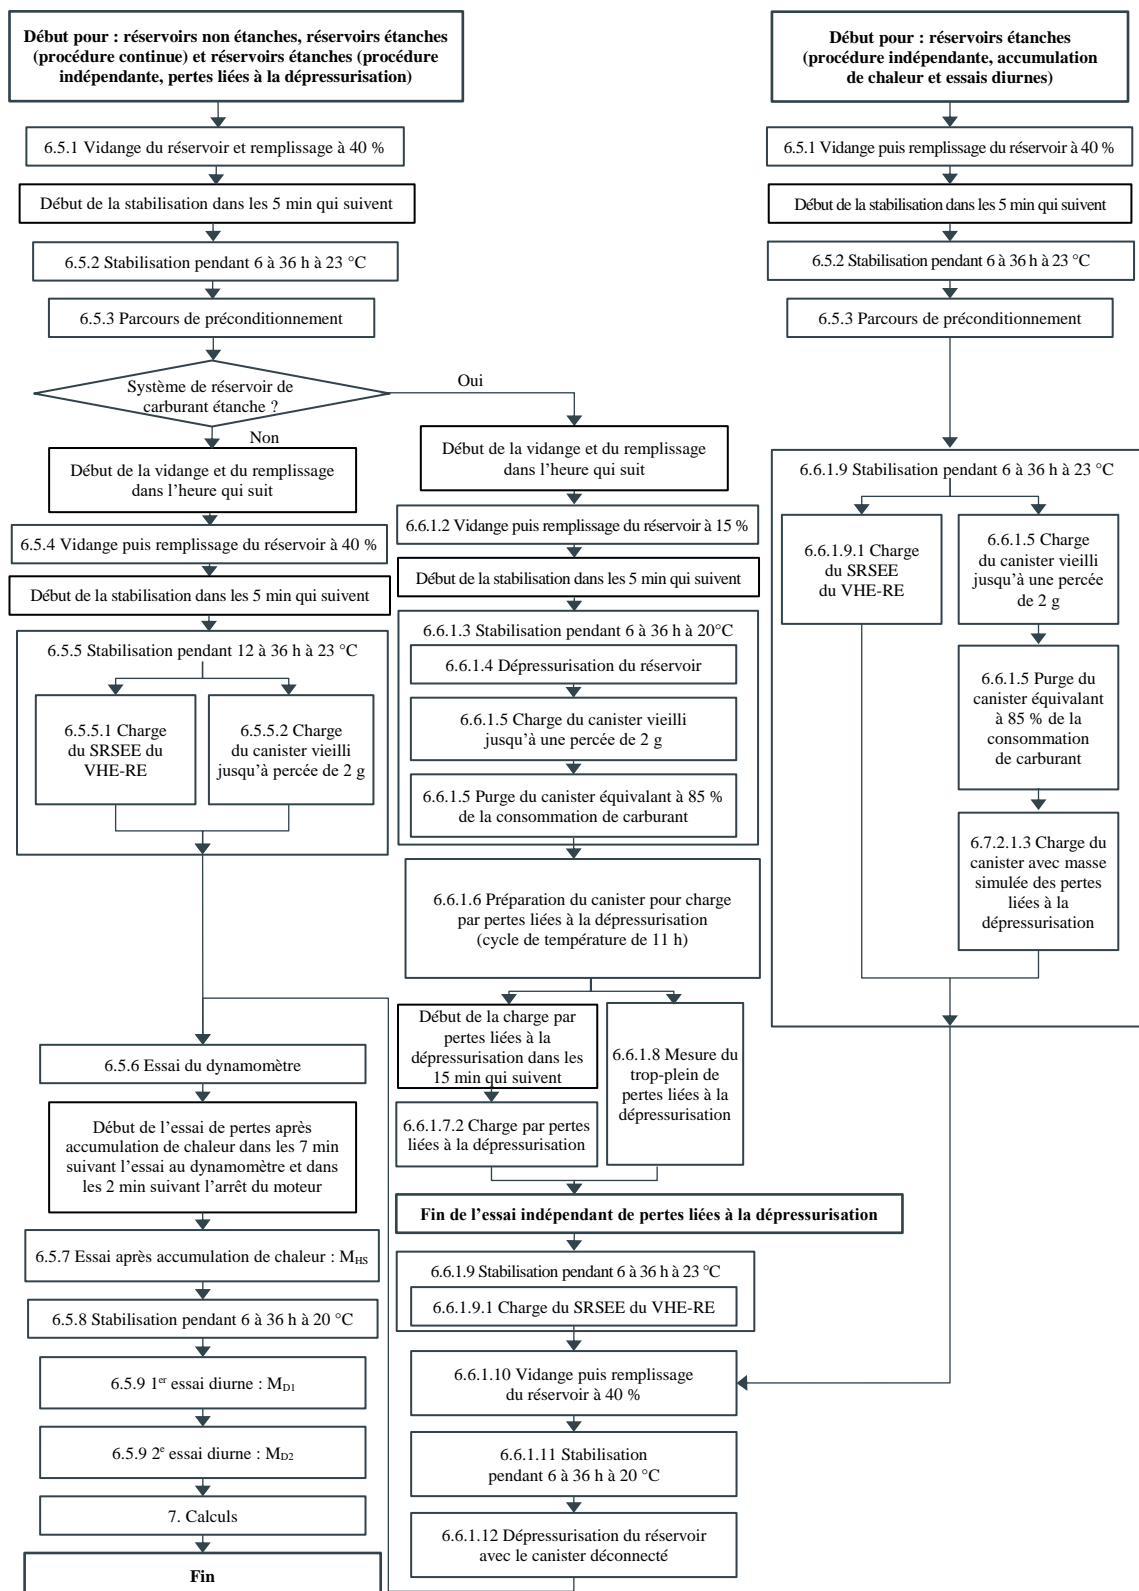 Début pour : réservoirs non étanches, réservoirs étanches
(procédure continue) et réservoirs étanches (procédure
indépendante, pertes liées à la dépressurisation)
6.5.1 Vidange du réservoir et remplissage à 40 %
Début de la stabilisation dans les 5 min qui suivent
6.5.2 Stabilisation pendant 6 à 36 h à 23 °C
6.5.3 Parcours de préconditionnement
Système de réservoir de
carburant étanche ?
Oui
Non
Début de la vidange et du remplissage
dans l’heure qui suit
6.5.4 Vidange puis remplissage du réservoir à 40 %
Début de la stabilisation dans les 5 min qui suivent
6.5.5 Stabilisation pendant 12 à 36 h à 23 °C
6.5.5.1 Charge
du SRSEE du
VHE-RE
6.5.5.2 Charge
du canister vieilli
jusqu’à percée de 2 g
6.5.6 Essai du dynamomètre
Début de l’essai de pertes après
accumulation de chaleur dans les 7 min
suivant l’essai au dynamomètre et dans
les 2 min suivant l’arrêt du moteur
6.5.7 Essai après accumulation de chaleur : MHS
6.5.8 Stabilisation pendant 6 à 36 h à 20 °C
6.5.9 1er essai diurne : MD1
6.5.9 2e essai diurne : MD2
7. Calculs
Fin
Début de la vidange et du remplissage
dans l’heure qui suit
6.6.1.2 Vidange puis remplissage du réservoir à 15 %
Début de la stabilisation dans les 5 min qui suivent
6.6.1.3 Stabilisation pendant 6 à 36 h à 20°C
6.6.1.4 Dépressurisation du réservoir
6.6.1.5 Charge du canister vieilli
jusqu’à une percée de 2 g
6.6.1.5 Purge du canister équivalant à 85 %
de la consommation de carburant
6.6.1.6 Préparation du canister pour charge
par pertes liées à la dépressurisation
(cycle de température de 11 h)
Début de la charge par
pertes liées à la
dépressurisation dans les
15 min qui suivent
6.6.1.7.2 Charge par pertes
liées à la dépressurisation
6.6.1.8 Mesure du
trop-plein de
pertes liées à la
dépressurisation
Fin de l’essai indépendant de pertes liées à la dépressurisation
6.6.1.9 Stabilisation pendant 6 à 36 h à 23 °C
6.6.1.9.1 Charge du SRSEE du VHE-RE
6.6.1.10 Vidange puis remplissage
du réservoir à 40 %
6.6.1.11 Stabilisation
pendant 6 à 36 h à 20 °C
6.6.1.12 Dépressurisation du réservoir
avec le canister déconnecté
Début pour : réservoirs étanches
(procédure indépendante, accumulation
de chaleur et essais diurnes)
6.5.1 Vidange puis remplissage du réservoir à 40 %
Début de la stabilisation dans les 5 min qui suivent
6.5.2 Stabilisation pendant 6 à 36 h à 23 °C
6.5.3 Parcours de préconditionnement
6.6.1.9 Stabilisation pendant 6 à 36 h à 23 °C
6.6.1.9.1 Charge
du SRSEE
du VHE-RE
6.6.1.5 Charge
du canister vieilli
jusqu’à une percée
de 2 g
6.6.1.5 Purge du
canister équivalant
à 85 % de la
consommation
de carburant
6.7.2.1.3 Charge du
canister avec masse
simulée des pertes
liées à la
dépressurisation